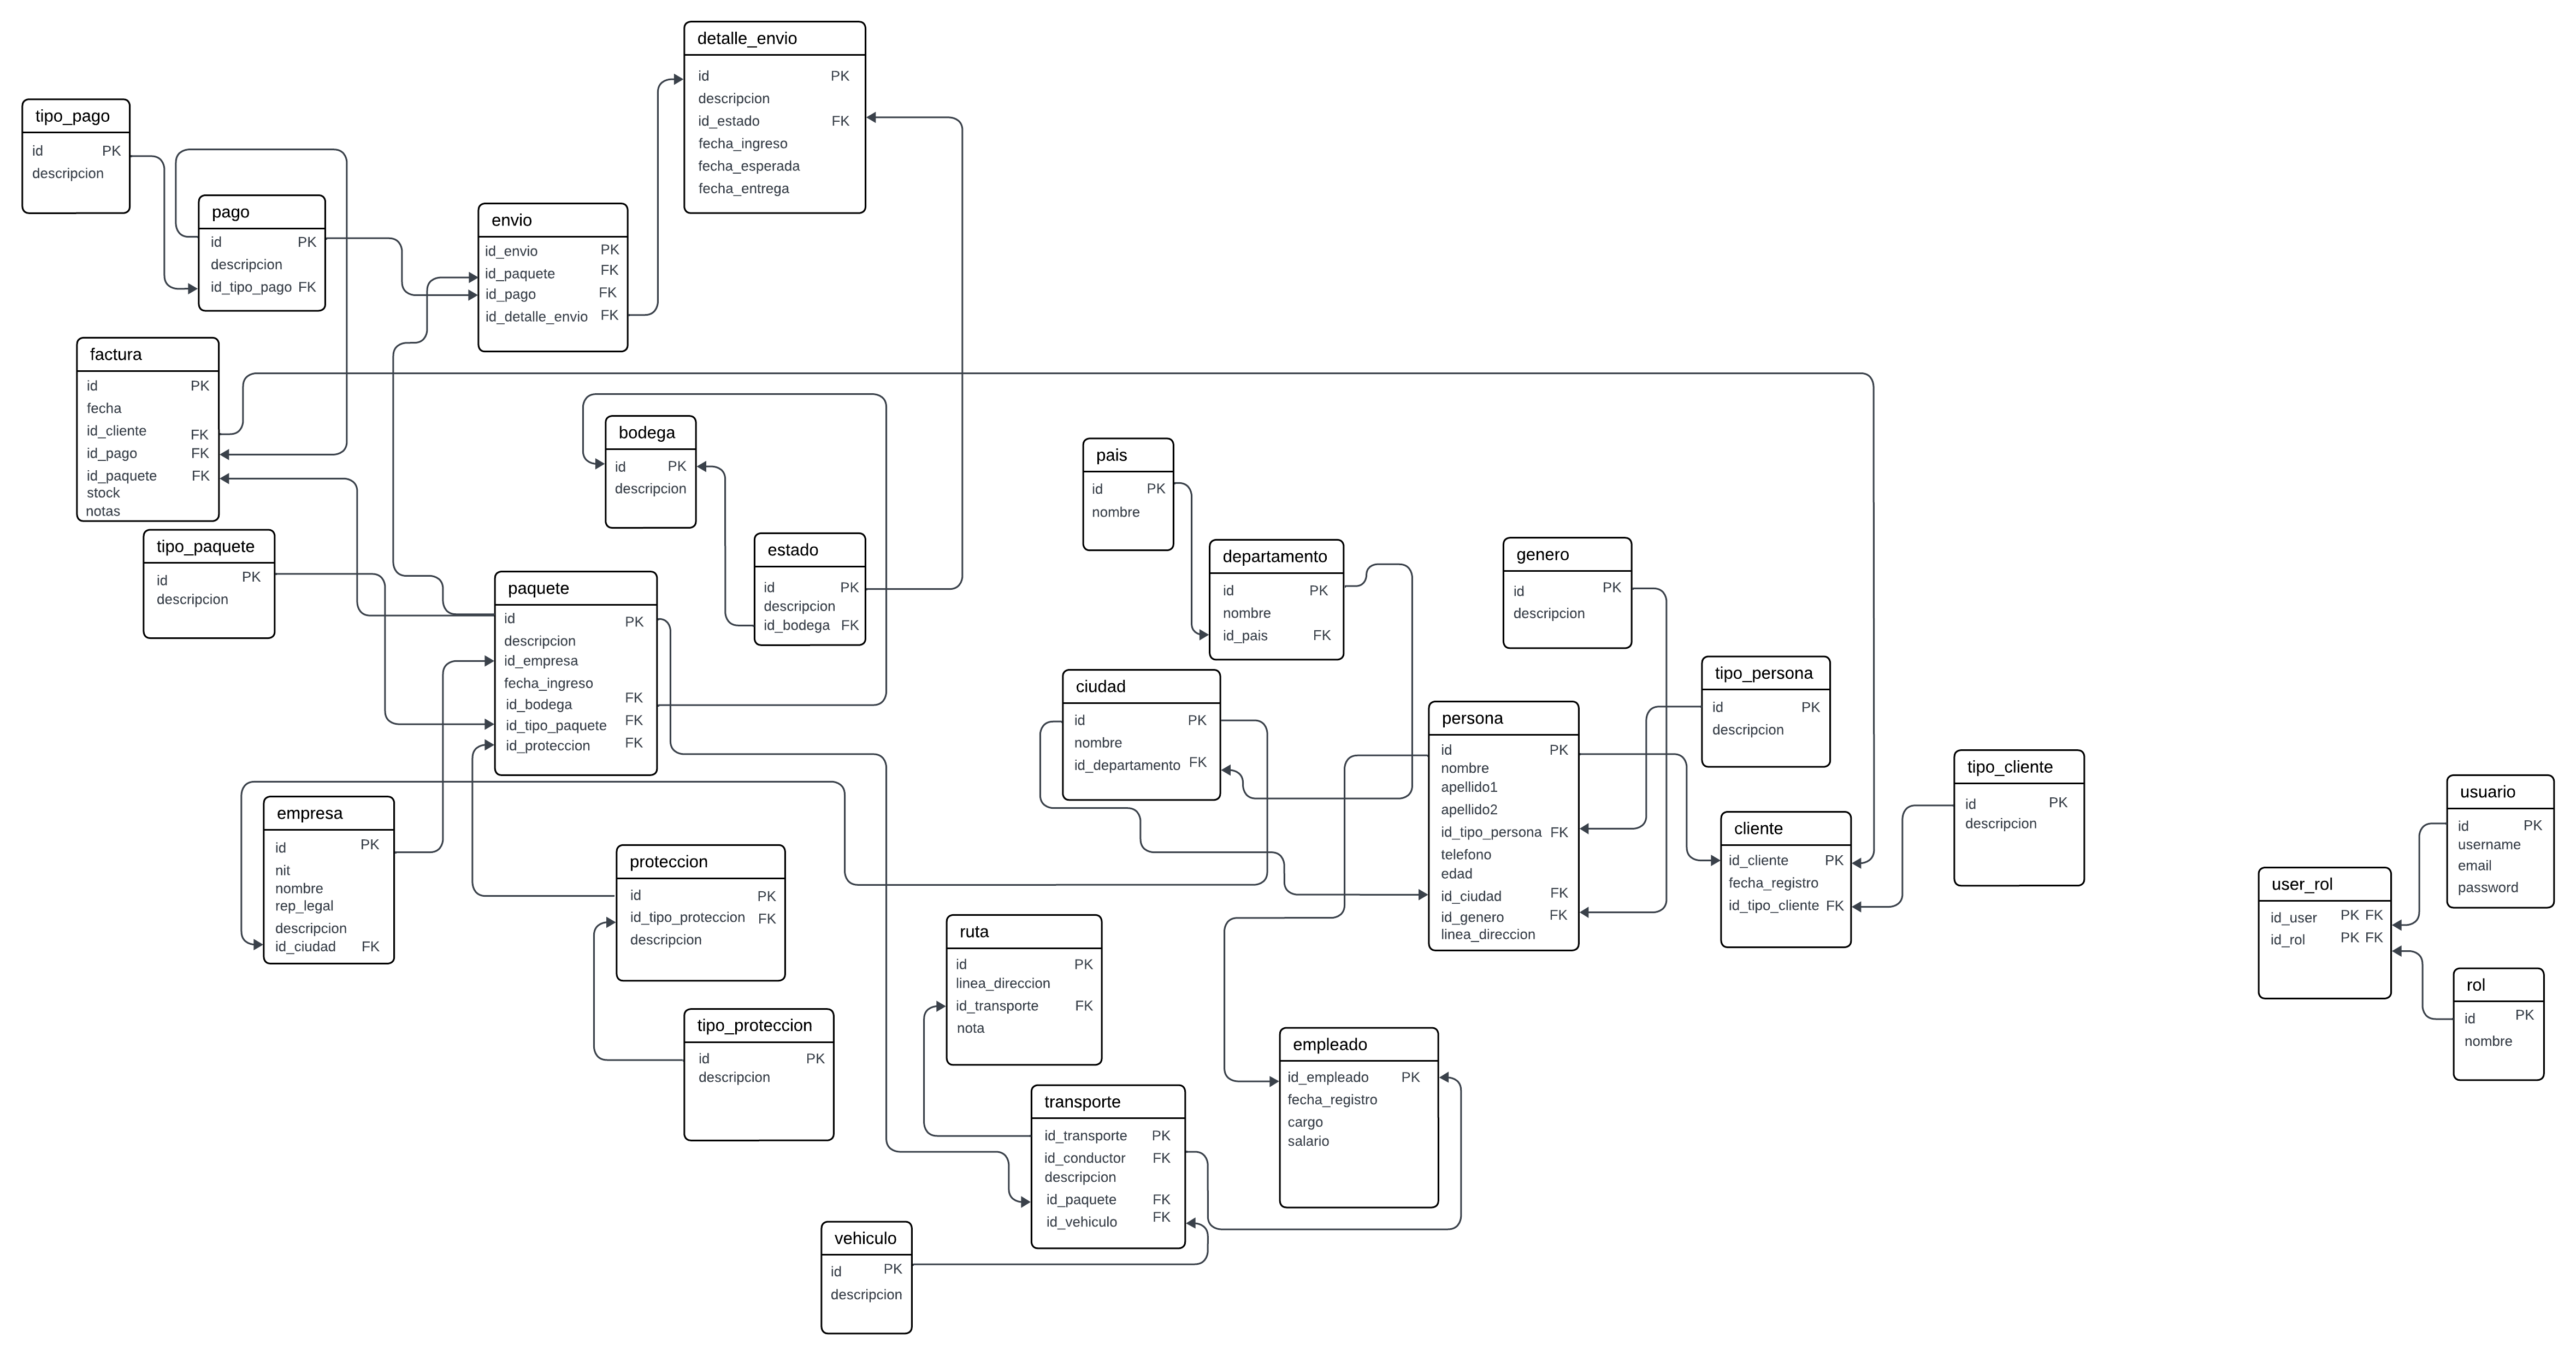 detalle_envio
id PK
descripcion
id_estado FK
fecha_ingreso
fecha_esperada
fecha_entrega
tipo_pago
id PK
descripcion
pago
id PK
descripcion
id_tipo_pago FK
envio
id_envio PK
id_paquete FK
id_pago FK
id_detalle_envio FK
factura
id PK
fecha
id_cliente FK
id_pago FK
id_paquete FK
stock
notas
bodega
id PK
descripcion
pais
id PK
nombre
tipo_paquete
id PK
descripcion
estado
id PK
descripcion
id_bodega FK
departamento
id PK
nombre
id_pais FK
genero
id PK
descripcion
paquete
id PK
descripcion
id_empresa
fecha_ingreso
id_bodega FK
id_tipo_paquete FK
id_proteccion FK
ciudad
id PK
nombre
id_departamento FK
tipo_persona
id PK
descripcion
persona
id PK
nombre
apellido1
apellido2
id_tipo_persona FK
telefono
edad
id_ciudad FK
id_genero FK
linea_direccion
tipo_cliente
id PK
descripcion
cliente
id_cliente PK
fecha_registro
id_tipo_cliente FK
usuario
id PK
username
email
password
user_rol
id_user PK FK
id_rol PK FK
rol
id PK
nombre
empresa
id PK
nit
nombre
rep_legal
descripcion
id_ciudad FK
proteccion
id PK
id_tipo_proteccion FK
descripcion
tipo_proteccion
id PK
descripcion
ruta
id PK
linea_direccion
id_transporte FK
nota
empleado
id_empleado PK
fecha_registro
cargo
salario
transporte
id_transporte PK
id_conductor FK
descripcion
id_paquete FK
id_vehiculo FK
vehiculo
id PK
descripcion